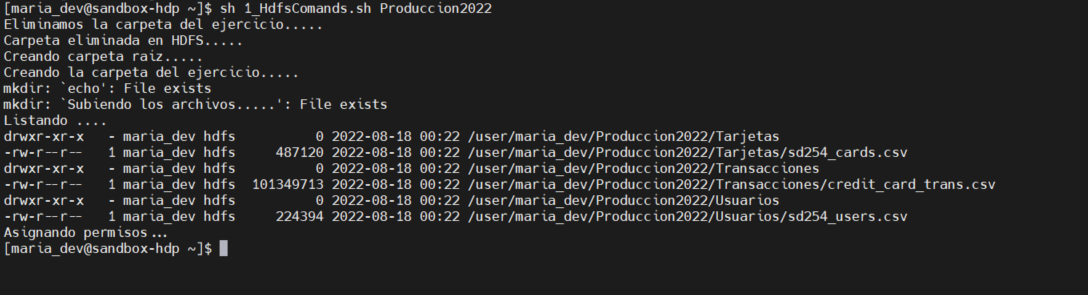 [maria_dev@sandbox-hdp ~]$ sh 1_HdfsComands.sh Produccion2022
Eliminamos la carpeta del ejercicio.....
Carpeta eliminada en HDFS.....
Creando carpeta raiz.....
Creando la carpeta del ejercicio.....
mkdir: `echo': File exists
mkdir: `Subiendo los archivos.....': File exists
Listando ....
drwxr-xr-x   - maria_dev hdfs          0 2022-08-18 00:22 /user/maria_dev/Produccion2022/Tarjetas
-rw-r--r--   1 maria_dev hdfs     487120 2022-08-18 00:22 /user/maria_dev/Produccion2022/Tarjetas/sd254_cards.csv
drwxr-xr-x   - maria_dev hdfs          0 2022-08-18 00:22 /user/maria_dev/Produccion2022/Transacciones
-rw-r--r--   1 maria_dev hdfs  101349713 2022-08-18 00:22 /user/maria_dev/Produccion2022/Transacciones/credit_card_trans.csv
drwxr-xr-x   - maria_dev hdfs          0 2022-08-18 00:22 /user/maria_dev/Produccion2022/Usuarios
-rw-r--r--   1 maria_dev hdfs     224394 2022-08-18 00:22 /user/maria_dev/Produccion2022/Usuarios/sd254_users.csv
Asignando permisos...
[maria_dev@sandbox-hdp ~]$